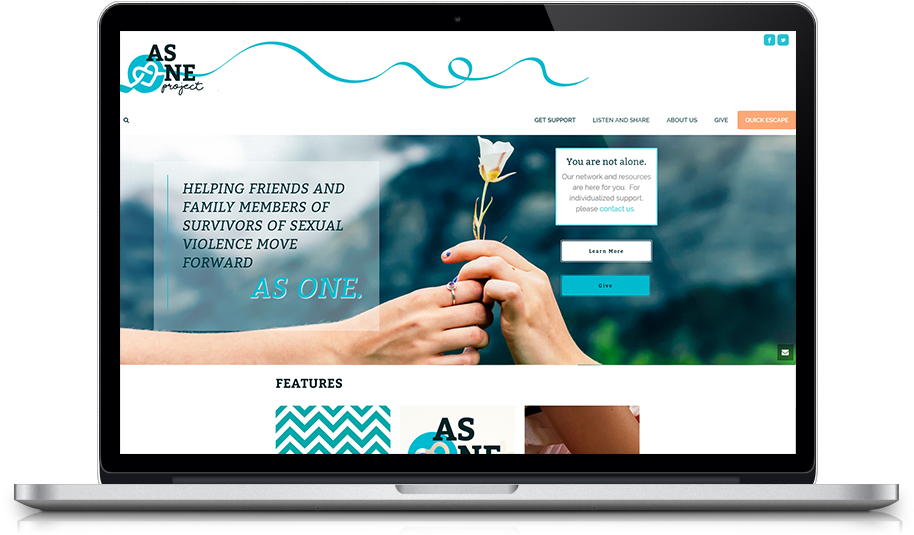 AS
NE
project
GET SUPPORT LISTEN AND SHARE ABOUT US GIVE QUICK ESCAPE
HELPING FRIENDS AND
FAMILY MEMBERS OF
SURVIVORS OF SEXUAL
VIOLENCE MOVE
FORWARD
AS ONE.
You are not alone.
Our network and resources
are here for you. For
individualized support,
please contact us.
Learn More
Give
FEATURES
AS
NE